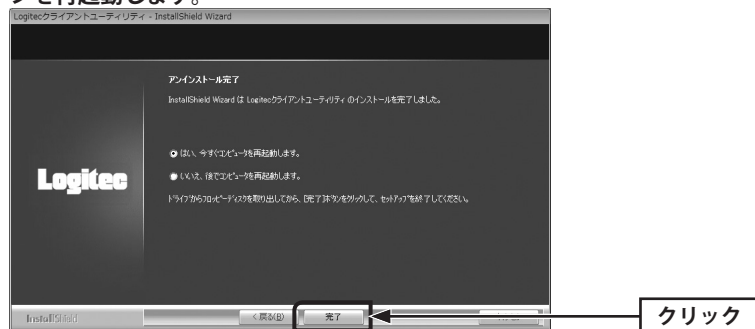 Logitecクライアントユーティリティ - InstallShield Wizard
アンインストール完了
InstallShield Wizard は Logitecクライアントユーティリティ のインストールを完了しました。
はい、今すぐコンピュータを再起動します。
いいえ、後でコンピュータを再起動します。
ドライブからフロッピーディスクを取り出してから、[完了]ボタンをクリックして、セットアップを終了してください。
Logitec
InstallShield
< 戻る(B)
完了
クリック